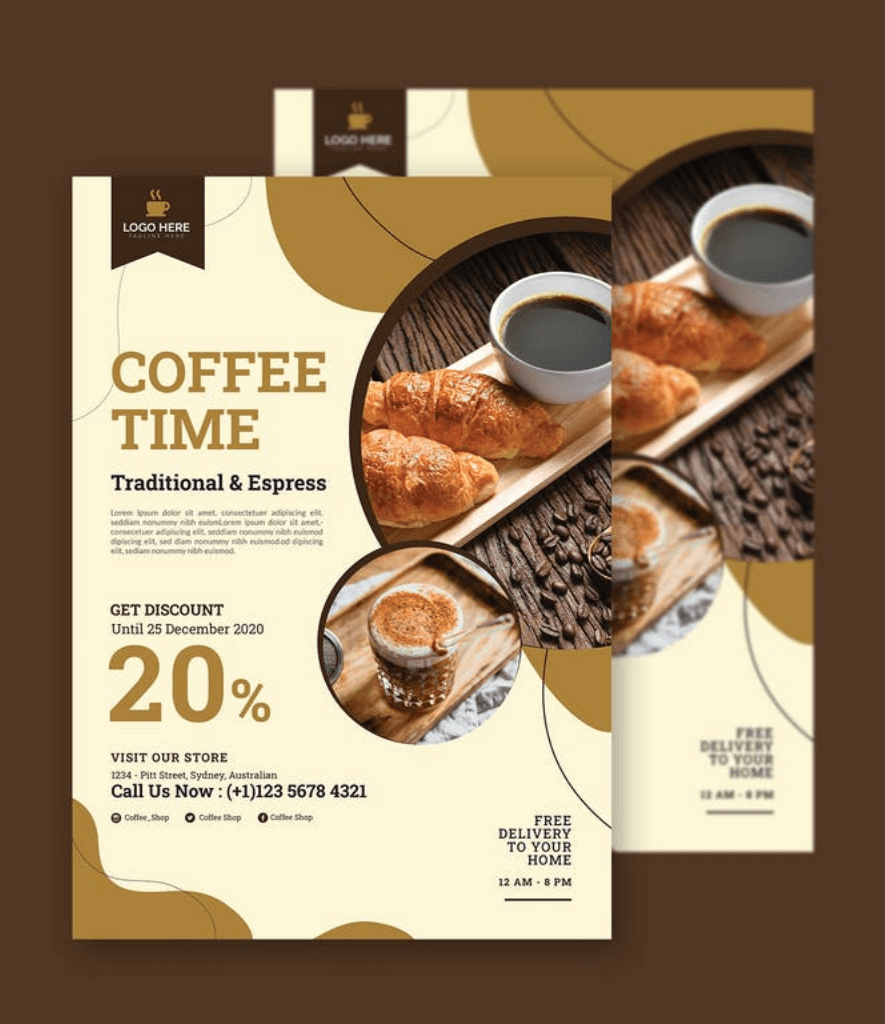 LOGO HERE
TAGLINE HERE
COFFEE
TIME
Traditional & Espress
Lorem ipsum dolor sit amet, consectetuer adipiscing elit,
seddiam nonummy nibh euismLorem ipsum dolor sit amet,-
consecetuer adipiscing elit, seddiam nonummy nibh euismod
dipiscing elit, sed diam nonummy nibh euismod.od dipiscing
elit, sediam nonummy nibh euismod.
GET DISCOUNT
Until 25 December 2020
20%
VISIT OUR STORE
1234 - Pitt Street, Sydney, Australian
Call Us Now : (+1)123 5678 4321
Coffee_Shop Coffee Shop Coffee Shop
FREE
DELIVERY
TO YOUR
HOME
12 AM - 8 PM
LOGO HERE
FREE
DELIVERY
TO YOUR
HOME
12 AM - 8 PM